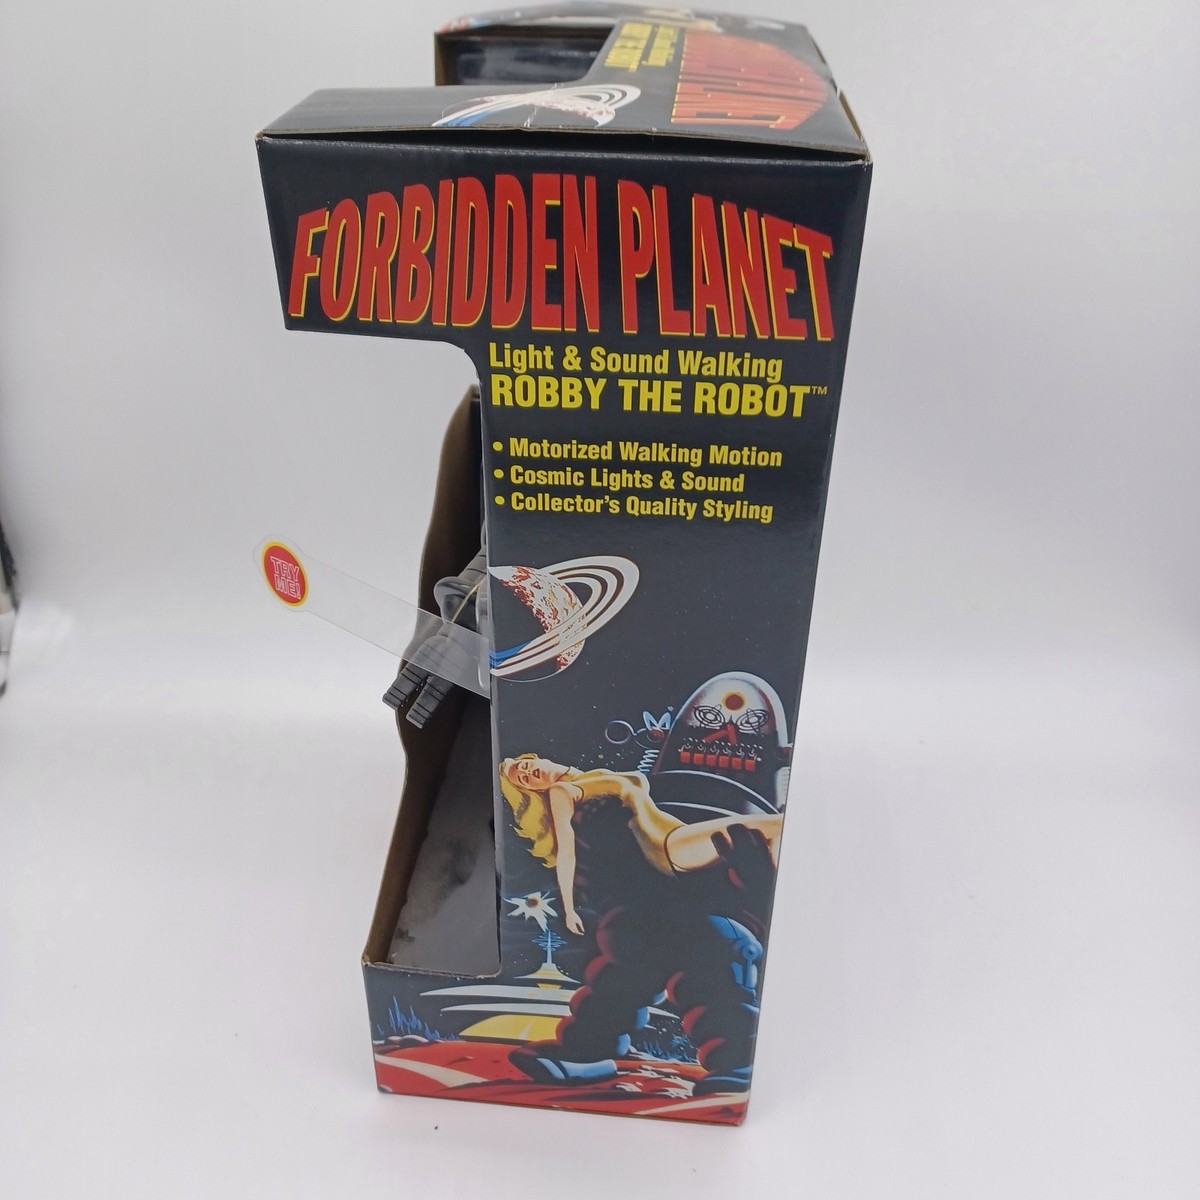 FORBIDDEN PLANET
Light & Sound Walking
ROBBY THE ROBOT™
• Motorized Walking Motion
• Cosmic Lights & Sound
• Collector's Quality Styling
TRY
ME!